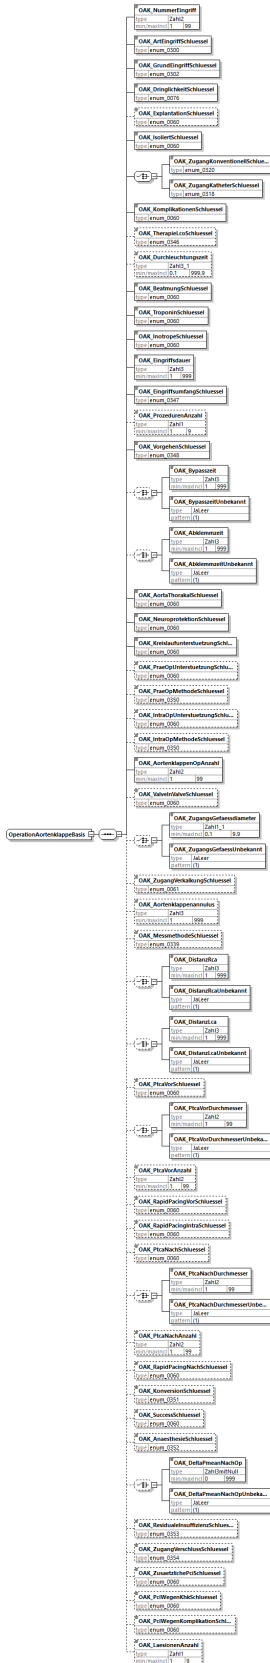 OAK_NummerEingriff
type Zahl2
min/maxIncl 1 99
OAK_ArtEingriffSchluessel
type enum_0300
OAK_GrundEingriffSchluessel
type enum_0302
OAK_DringlichkeitSchluessel
type enum_0076
OAK_ExplantationSchluessel
type enum_0060
OAK_IsoliertSchluessel
type enum_0060
OAK_ZugangKonventionellSchlue...
type enum_0320
OAK_ZugangKatheterSchluessel
type enum_0318
OAK_KomplikationenSchluessel
type enum_0060
OAK_TherapieLcoSchluessel
type enum_0346
OAK_Durchleuchtungszeit
type Zahl3_1
min/maxIncl 0.1 999.9
OAK_BeatmungSchluessel
type enum_0060
OAK_TroponinSchluessel
type enum_0060
OAK_InotropeSchluessel
type enum_0060
OAK_Eingriffsdauer
type Zahl3
min/maxIncl 1 999
OAK_EingriffsumfangSchluessel
type enum_0347
OAK_ProzedurenAnzahl
type Zahl1
min/maxIncl 1 9
OAK_VorgehenSchluessel
type enum_0348
OAK_Bypasszeit
type Zahl3
min/maxIncl 1 999
OAK_BypasszeitUnbekannt
type JaLeer
pattern (1)
OAK_Abklemmzeit
type Zahl3
min/maxIncl 1 999
OAK_AbklemmzeitUnbekannt
type JaLeer
pattern (1)
OAK_AortaThorakalSchluessel
type enum_0060
OAK_NeuroprotektionSchluessel
type enum_0060
OAK_KreislaufunterstuetzungSchl...
type enum_0060
OAK_PraeOpUnterstuetzungSchlu...
type enum_0060
OAK_PraeOpMethodeSchluessel
type enum_0350
OAK_IntraOpUnterstuetzungSchlu...
type enum_0060
OAK_IntraOpMethodeSchluessel
type enum_0350
OAK_AortenklappenOpAnzahl
type Zahl2
min/maxIncl 1 99
OAK_ValveInValveSchluessel
type enum_0060
OperationAortenklappeBasis
OAK_ZugangsGefaessdiameter
type Zahl1_1
min/maxIncl 0.1 9.9
OAK_ZugangsGefaessUnbekannt
type JaLeer
pattern (1)
OAK_ZugangVerkalkungSchluessel
type enum_0061
OAK_Aortenklappenannulus
type Zahl3
min/maxIncl 1 999
OAK_MessmethodeSchluessel
type enum_0339
OAK_DistanzRca
type Zahl3
min/maxIncl 1 999
OAK_DistanzRcaUnbekannt
type JaLeer
pattern (1)
OAK_DistanzLca
type Zahl3
min/maxIncl 1 999
OAK_DistanzLcaUnbekannt
type JaLeer
pattern (1)
OAK_PtcaVorSchluessel
type enum_0060
OAK_PtcaVorDurchmesser
type Zahl2
min/maxIncl 1 99
OAK_PtcaVorDurchmesserUnbeka...
type JaLeer
pattern (1)
OAK_PtcaVorAnzahl
type Zahl2
min/maxIncl 1 99
OAK_RapidPacingVorSchluessel
type enum_0060
OAK_RapidPacingIntraSchluessel
type enum_0060
OAK_PtcaNachSchluessel
type enum_0060
OAK_PtcaNachDurchmesser
type Zahl2
min/maxIncl 1 99
OAK_PtcaNachDurchmesserUnbe...
type JaLeer
pattern (1)
OAK_PtcaNachAnzahl
type Zahl2
min/maxIncl 1 99
OAK_RapidPacingNachSchluessel
type enum_0060
OAK_KonversionSchluessel
type enum_0351
OAK_SuccessSchluessel
type enum_0060
OAK_AnaesthesieSchluessel
type enum_0352
OAK_DeltaPmeanNachOp
type Zahl3mitNull
min/maxIncl 0 999
OAK_DeltaPmeanNachOpUnbeka...
type JaLeer
pattern (1)
OAK_ResidualeInsuffizienzSchlue...
type enum_0353
OAK_ZugangVerschlussSchluessel
type enum_0354
OAK_ZusaetzlichePciSchluessel
type enum_0060
OAK_PciWegenKhkSchluessel
type enum_0060
OAK_PciWegenKomplikationSchl...
type enum_0060
OAK_LaesionenAnzahl
type Zahl1
min/maxIncl 1 9